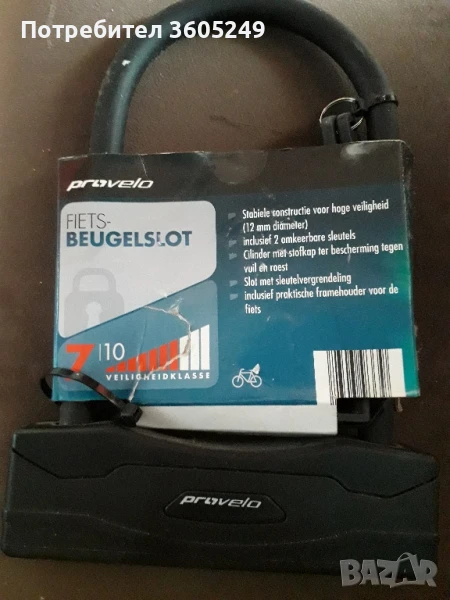 Потребител 3605249
provelo
FIETS-
BEUGELSLOT
Stabiele constructie voor hoge veiligheid
(12 mm diameter)
inclusief 2 omkeerbare sleutels
Cilinder met stofkap ter bescherming tegen
vuil en roest
Slot met sleutelvergrendeling
inclusief praktische framehouder voor de
fiets
7|10
VEILIGHEIDKLASSE
provelo
BAZAR